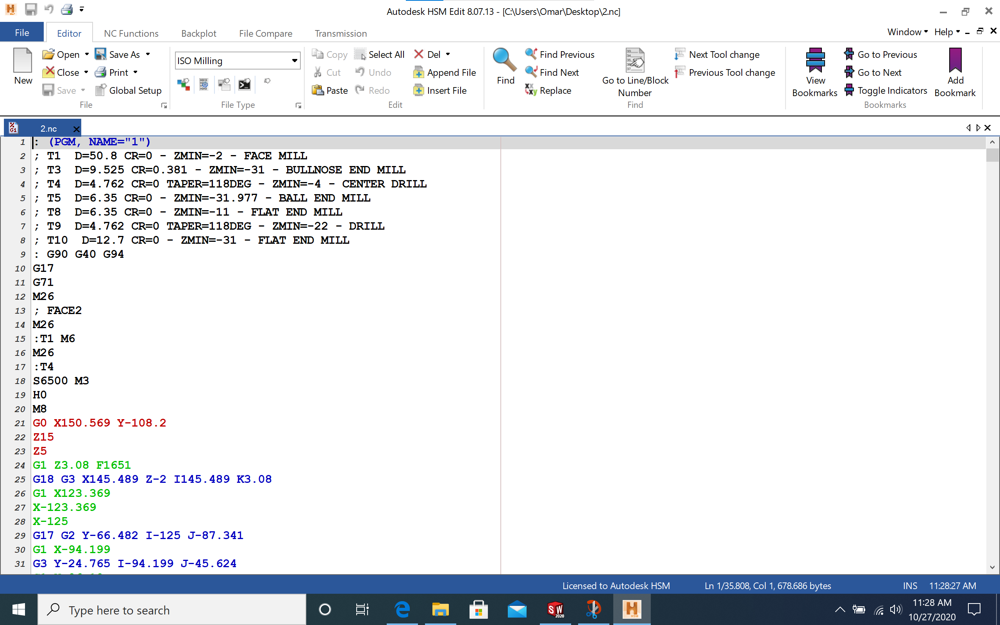 Autodesk HSM Edit 8.07.13 - [C:\Users\Omar\Desktop\2.nc]
File Editor NC Functions Backplot File Compare Transmission Window Help
New
Open Save As
Close Print
Save Global Setup
File
ISO Milling
File Type
Copy Select All Del
Cut Undo Append File
Paste Redo Insert File
Edit
Find
Find Previous
Find Next
Replace
Go to Line/Block
Number
Next Tool change
Previous Tool change
Find
View
Bookmarks
Go to Previous
Go to Next
Toggle Indicators
Add
Bookmark
Bookmarks
2.nc
1 : (PGM, NAME="1")
2 ; T1 D=50.8 CR=0 - ZMIN=-2 - FACE MILL
3 ; T3 D=9.525 CR=0.381 - ZMIN=-31 - BULLNOSE END MILL
4 ; T4 D=4.762 CR=0 TAPER=118DEG - ZMIN=-4 - CENTER DRILL
5 ; T5 D=6.35 CR=0 - ZMIN=-31.977 - BALL END MILL
6 ; T8 D=6.35 CR=0 - ZMIN=-11 - FLAT END MILL
7 ; T9 D=4.762 CR=0 TAPER=118DEG - ZMIN=-22 - DRILL
8 ; T10 D=12.7 CR=0 - ZMIN=-31 - FLAT END MILL
9 : G90 G40 G94
10 G17
11 G71
12 M26
13 ; FACE2
14 M26
15 :T1 M6
16 M26
17 :T4
18 S6500 M3
19 H0
20 M8
21 G0 X150.569 Y-108.2
22 Z15
23 Z5
24 G1 Z3.08 F1651
25 G18 G3 X145.489 Z-2 I145.489 K3.08
26 G1 X123.369
27 X-123.369
28 X-125
29 G17 G2 Y-66.482 I-125 J-87.341
30 G1 X-94.199
31 G3 Y-24.765 I-94.199 J-45.624
Licensed to Autodesk HSM Ln 1/35.808, Col 1, 678.686 bytes INS 11:28:27 AM
Type here to search
SW
2020
HSM
11:28 AM
10/27/2020